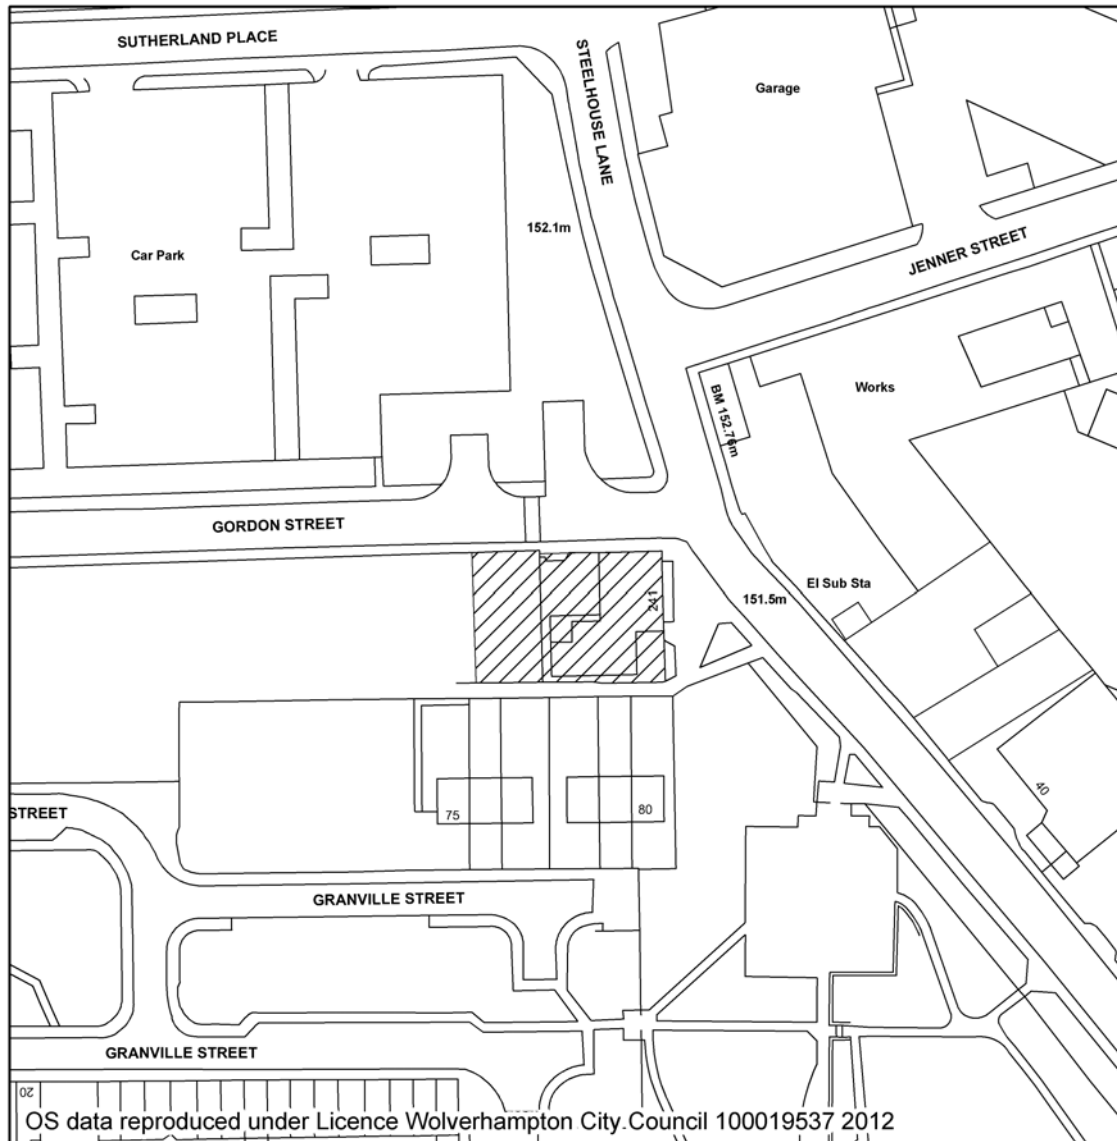 SUTHERLAND PLACE
STEELHOUSE LANE
Garage
152.1m
JENNER STREET
Car Park
Works
BM 152.76m
GORDON STREET
El Sub Sta
151.5m
241
40
75
80
STREET
GRANVILLE STREET
GRANVILLE STREET
20
OS data reproduced under Licence Wolverhampton City Council 100019537 2012